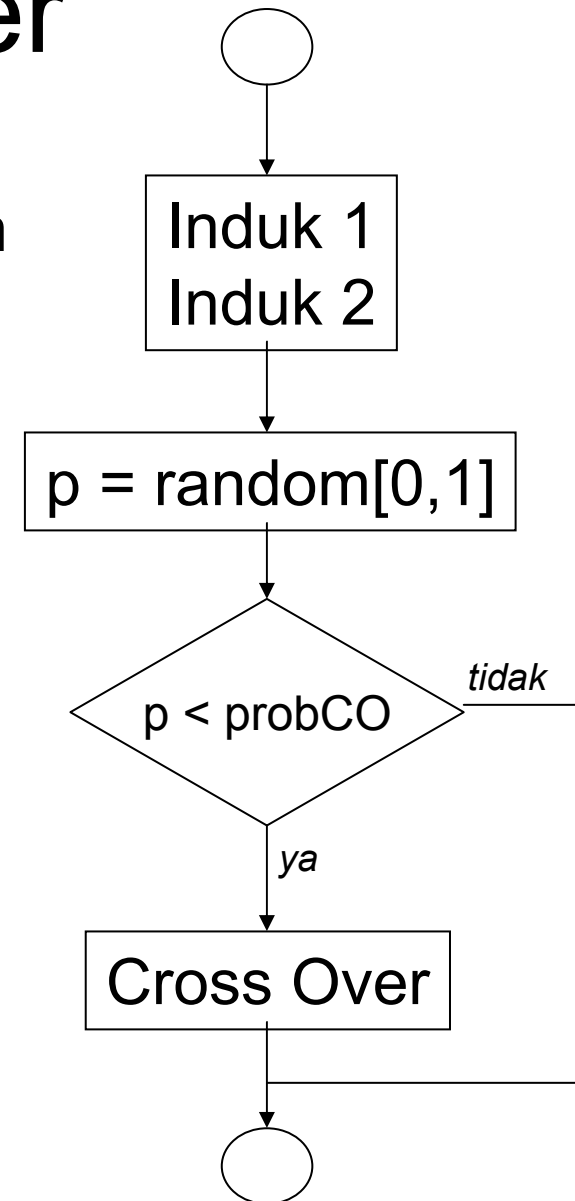 er
n
Induk 1
Induk 2
p = random[0,1]
p < probCO
tidak
ya
Cross Over